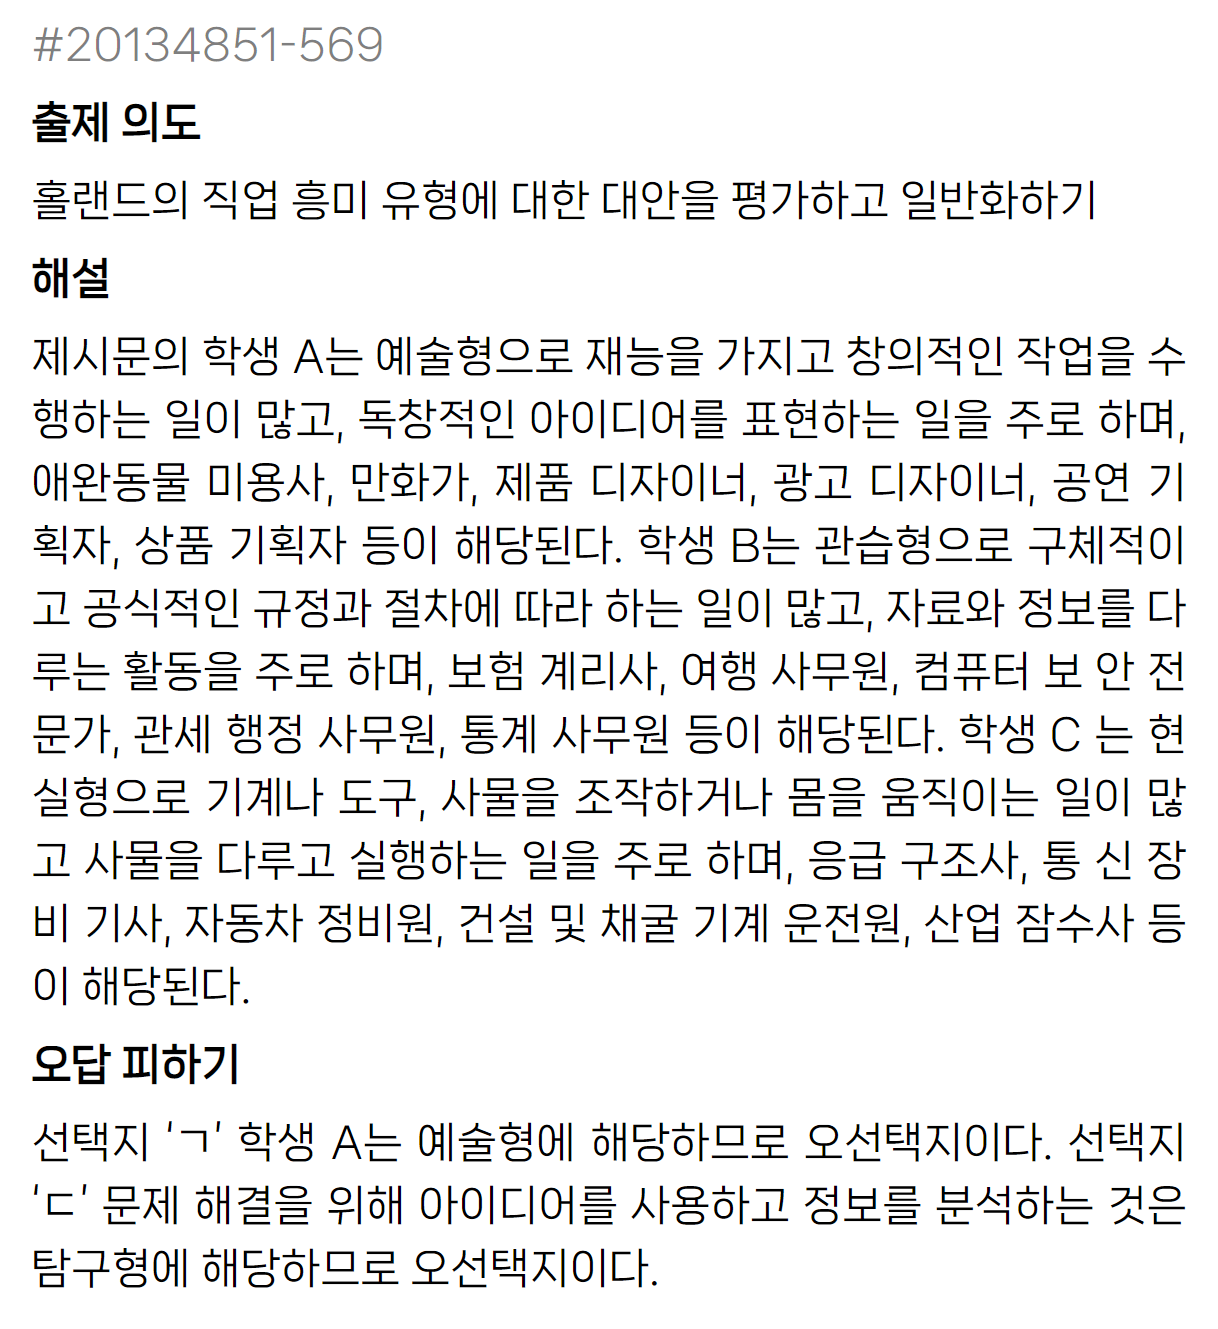 #20134851-569
출제 의도
홀랜드의 직업 흥미 유형에 대한 대안을 평가하고 일반화하기
해설
제시문의 학생 A는 예술형으로 재능을 가지고 창의적인 작업을 수
행하는 일이 많고, 독창적인 아이디어를 표현하는 일을 주로 하며,
애완동물 미용사, 만화가, 제품 디자이너, 광고 디자이너, 공연 기
획자, 상품 기획자 등이 해당된다. 학생 B는 관습형으로 구체적이
고 공식적인 규정과 절차에 따라 하는 일이 많고, 자료와 정보를 다
루는 활동을 주로 하며, 보험 계리사, 여행 사무원, 컴퓨터 보 안 전
문가, 관세 행정 사무원, 통계 사무원 등이 해당된다. 학생 C 는 현
실형으로 기계나 도구, 사물을 조작하거나 몸을 움직이는 일이 많
고 사물을 다루고 실행하는 일을 주로 하며, 응급 구조사, 통 신 장
비 기사, 자동차 정비원, 건설 및 채굴 기계 운전원, 산업 잠수사 등
이 해당된다.
오답 피하기
선택지 ‘ㄱ’ 학생 A는 예술형에 해당하므로 오선택지이다. 선택지
‘ㄷ’ 문제 해결을 위해 아이디어를 사용하고 정보를 분석하는 것은
탐구형에 해당하므로 오선택지이다.